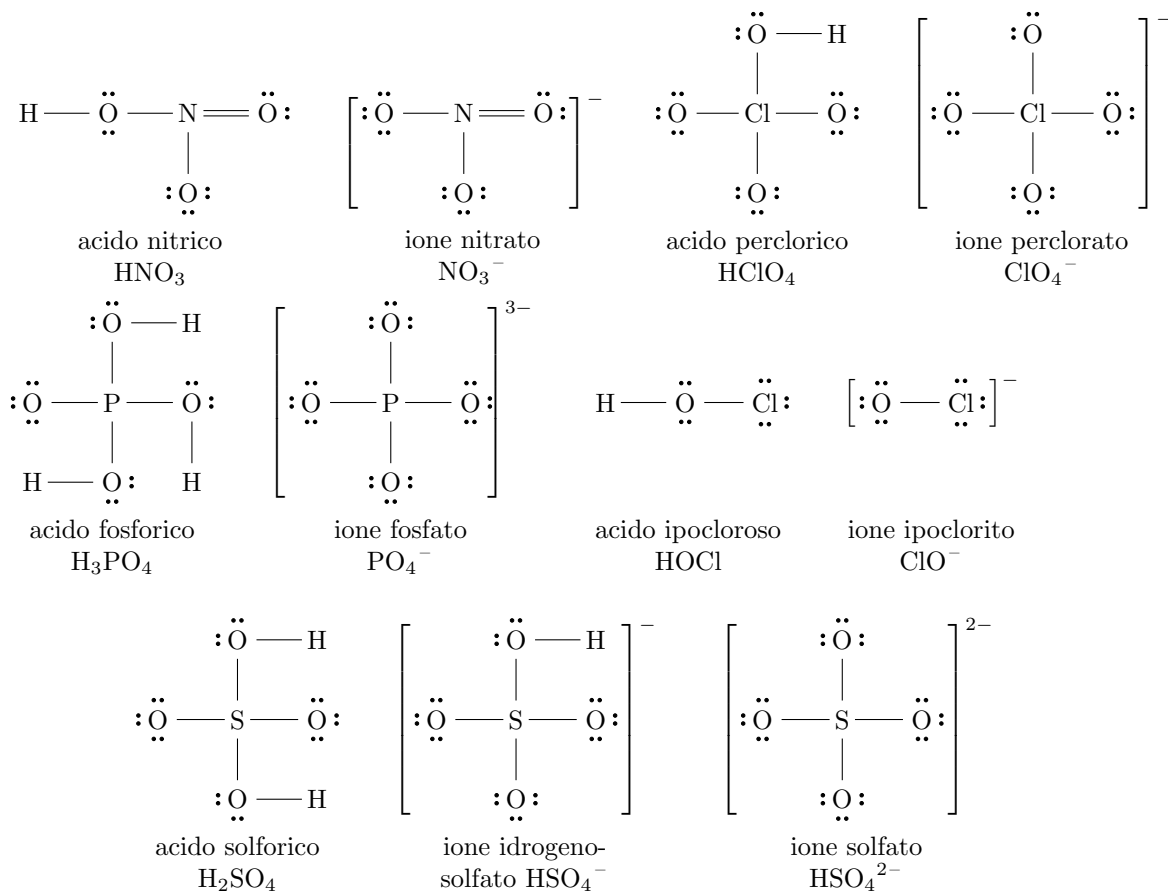 H O N O O
[ O N O O ]⁻
O H O Cl O O
[ O O Cl O O ]⁻
acido nitrico
HNO₃
ione nitrato
NO₃⁻
acido perclorico
HClO₄
ione perclorato
ClO₄⁻
O H
O P O
H O H
[ O O P O O ]³⁻
H O Cl
[ O Cl ]⁻
acido fosforico
H₃PO₄
ione fosfato
PO₄⁻
acido ipocloroso
HOCl
ione ipoclorito
ClO⁻
O H
O S O
O H
[ O H O S O O ]⁻
[ O O S O O ]²⁻
acido solforico
H₂SO₄
ione idrogeno-
solfato HSO₄⁻
ione solfato
HSO₄²⁻